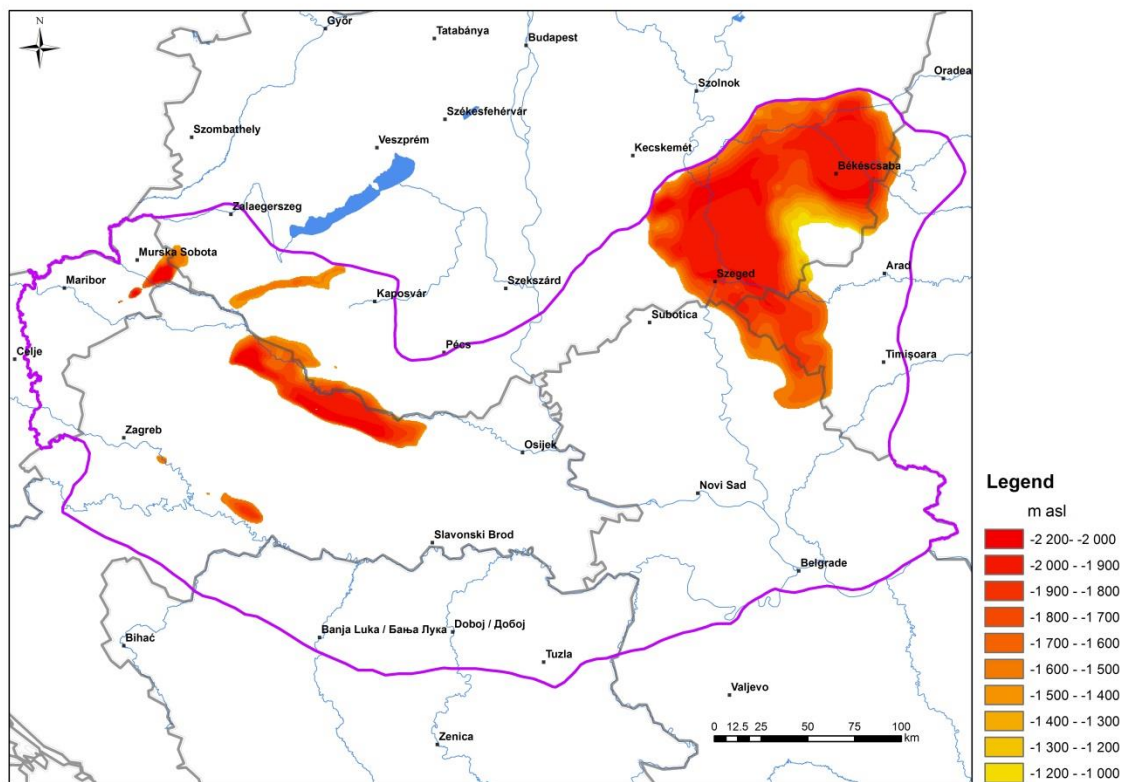 N
Győr
Tatabánya
Budapest
Oradea
Szolnok
Székesfehérvár
Szombathely
Veszprém
Kecskemét
Békéscsaba
Zalaegerszeg
Murska Sobota
Maribor
Kaposvár
Szekszárd
Szeged
Arad
Subotica
Celje
Pécs
Timişoara
Zagreb
Osijek
Novi Sad
Slavonski Brod
Belgrade
Bihać
Banja Luka / Бања Лука
Doboj / Добој
Tuzla
Valjevo
Zenica
0 12.5 25 50 75 100
km
Legend
m asl
-2 200- -2 000
-2 000 - -1 900
-1 900 - -1 800
-1 800 - -1 700
-1 700 - -1 600
-1 600 - -1 500
-1 500 - -1 400
-1 400 - -1 300
-1 300 - -1 200
-1 200 - -1 000